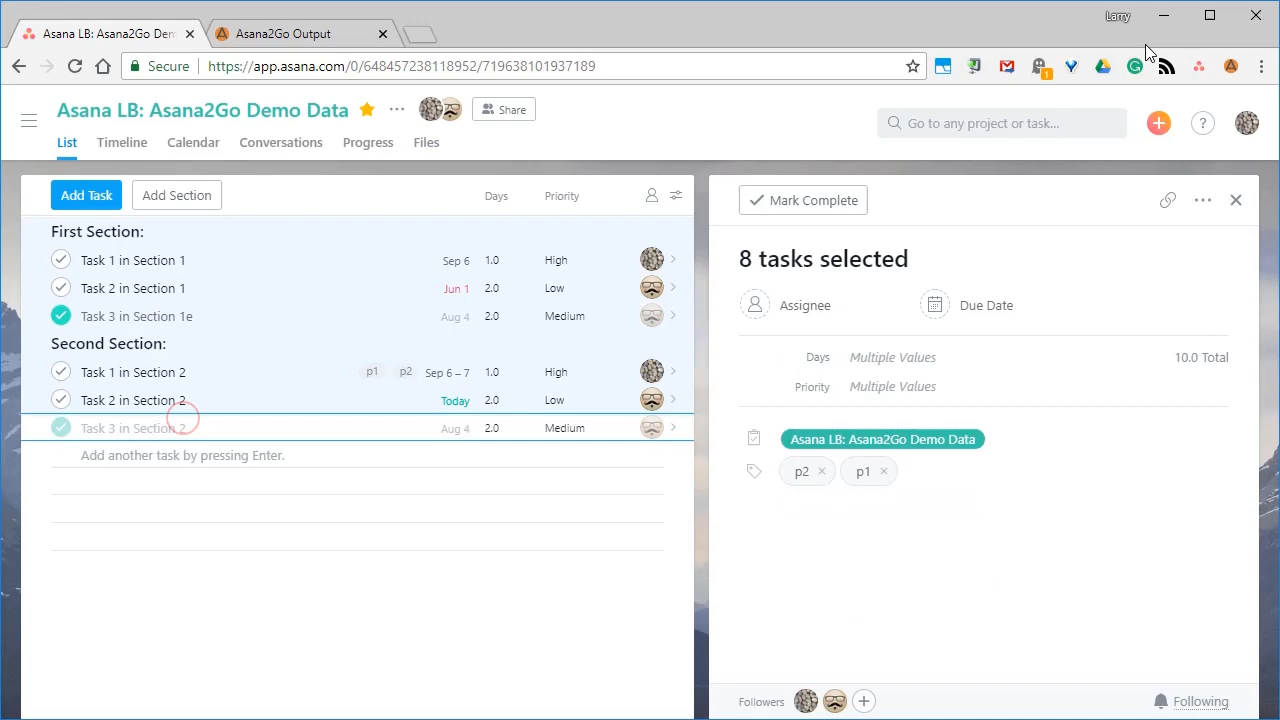 Larry
Asana LB: Asana2Go Dem
Asana2Go Output
Secure
https://app.asana.com/0/648457238118952/719638101937189
1
Asana LB: Asana2Go Demo Data
Share
Go to any project or task...
?
List Timeline Calendar Conversations Progress Files
Add Task Add Section Days Priority
First Section:
Task 1 in Section 1 Sep 6 1.0 High
Task 2 in Section 1 Jun 1 2.0 Low
Task 3 in Section 1e Aug 4 2.0 Medium
Second Section:
Task 1 in Section 2 p1 p2 Sep 6 – 7 1.0 High
Task 2 in Section 2 Today 2.0 Low
Task 3 in Section 2 Aug 4 2.0 Medium
Add another task by pressing Enter.
Mark Complete
8 tasks selected
Assignee Due Date
Days Multiple Values 10.0 Total
Priority Multiple Values
Asana LB: Asana2Go Demo Data
p2 p1
Followers Following